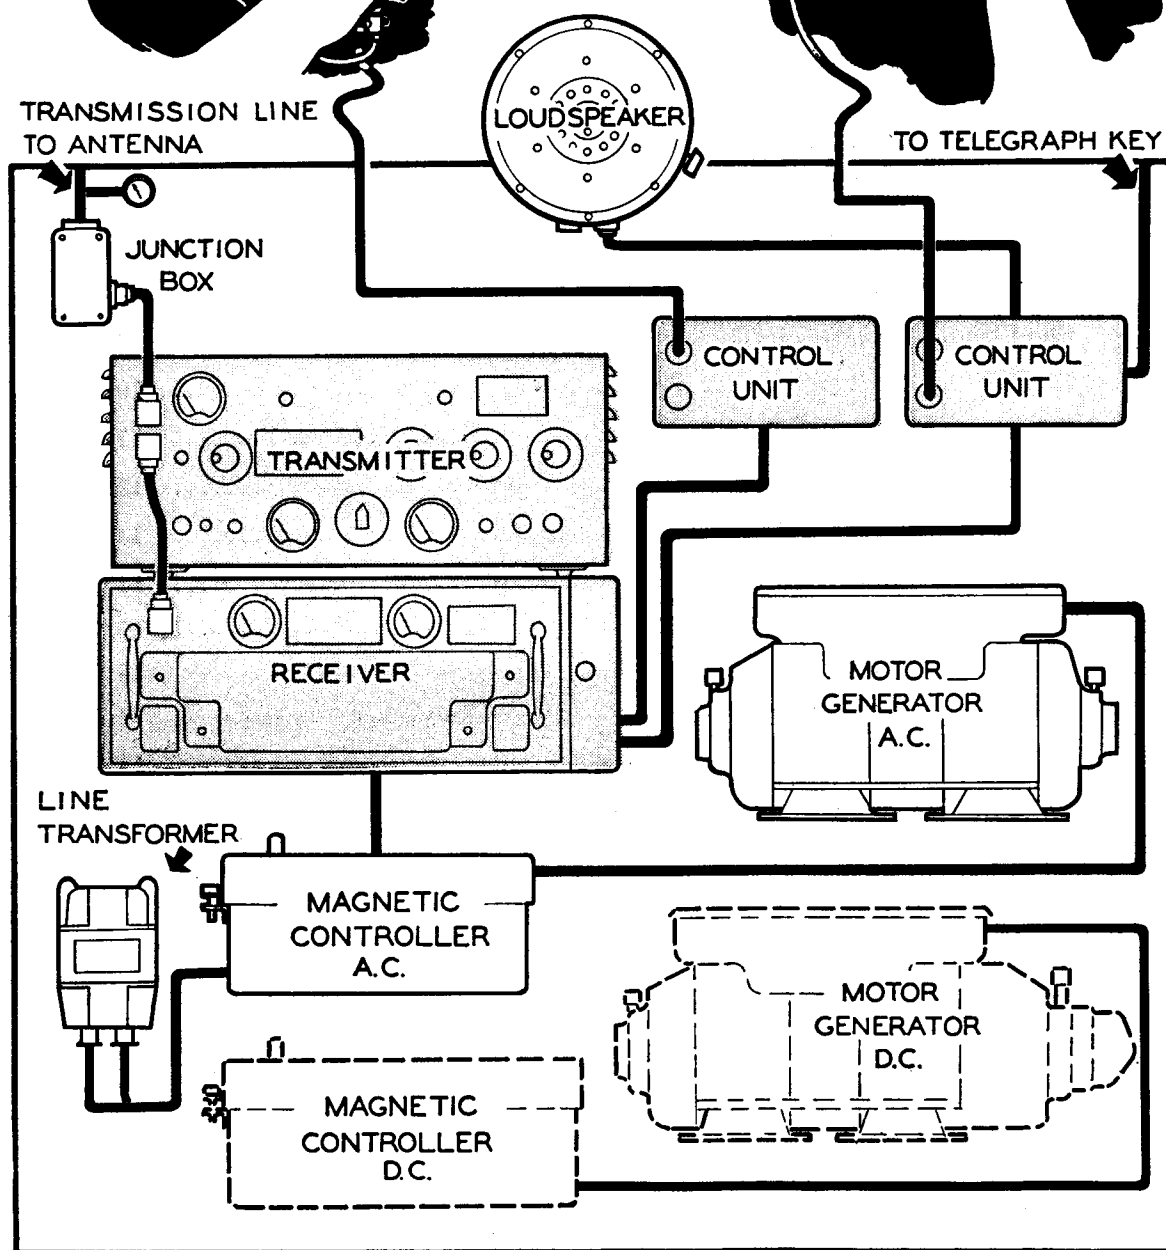 TRANSMISSION LINE
TO ANTENNA
LOUDSPEAKER
TO TELEGRAPH KEY
JUNCTION
BOX
CONTROL
UNIT
CONTROL
UNIT
TRANSMITTER
RECEIVER
MOTOR
GENERATOR
A.C.
LINE
TRANSFORMER
MAGNETIC
CONTROLLER
A.C.
MOTOR
GENERATOR
D.C.
MAGNETIC
CONTROLLER
D.C.